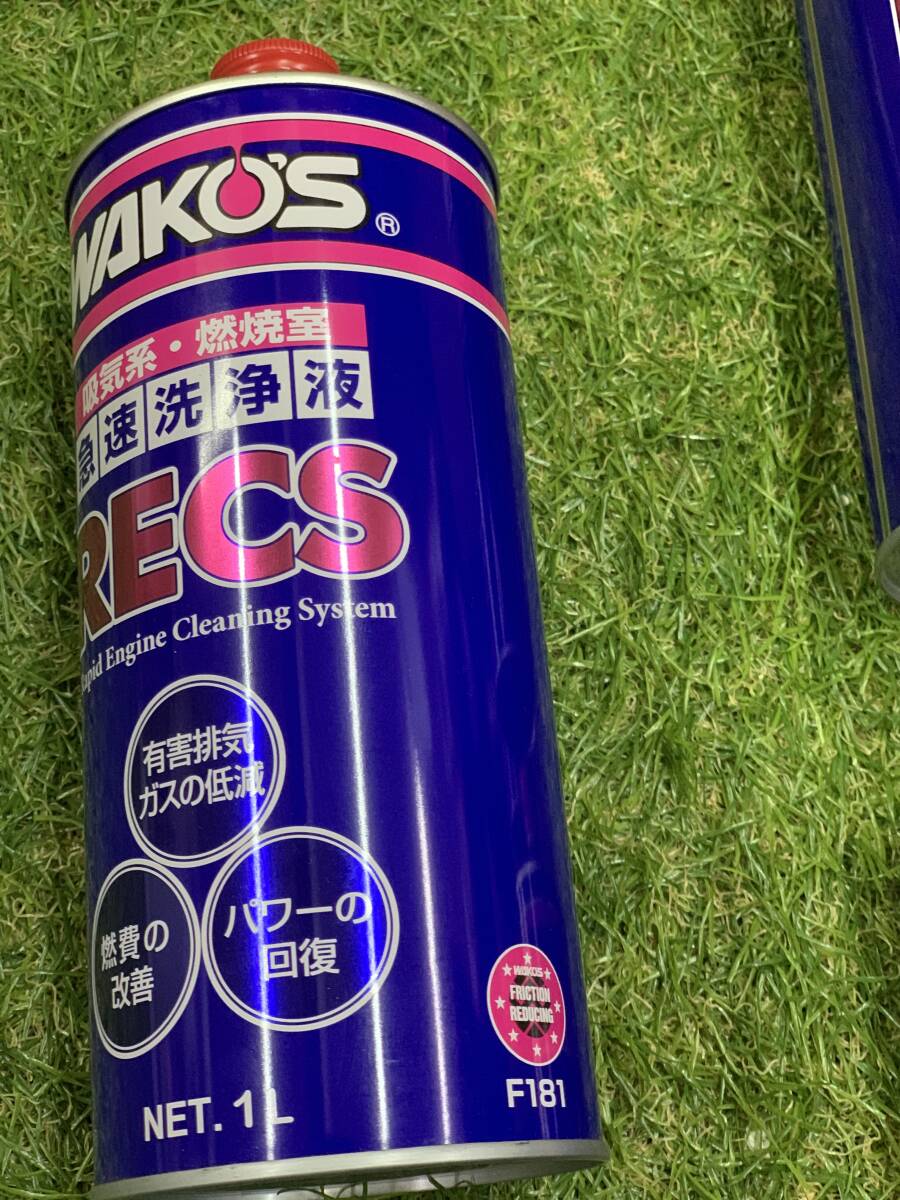 WAKO'S®
吸気系・燃焼室
急速洗浄液
RECS
Rapid Engine Cleaning System
有害排気
ガスの低減
燃費の
改善
パワーの
回復
WAKO'S
FRICTION
REDUCING
F181
NET. 1L